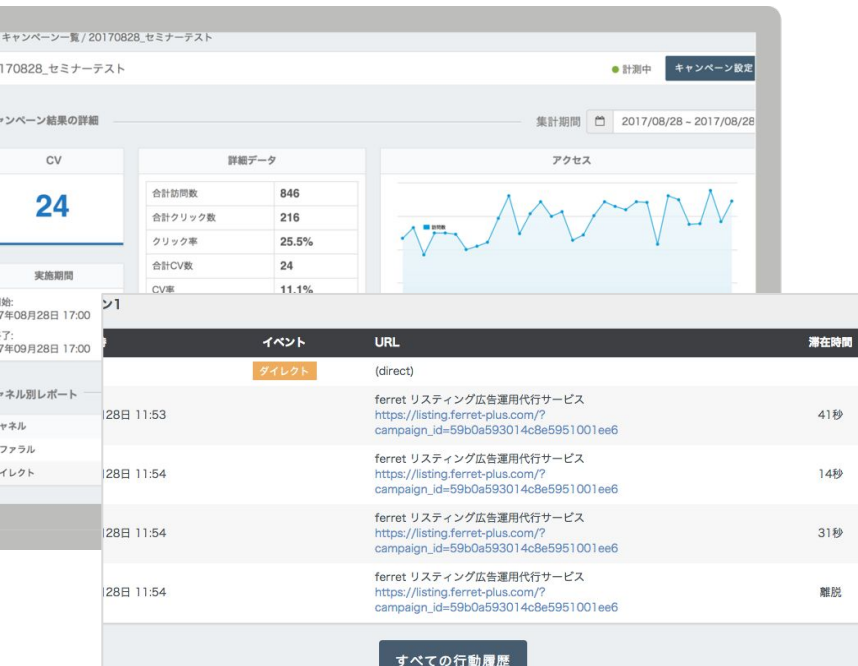 キャンペーン一覧 / 20170828_セミナーテスト
170828_セミナーテスト
計測中
キャンペーン設定
ャンペーン結果の詳細
集計期間
2017/08/28 ~ 2017/08/28
CV
24
詳細データ
合計訪問数 846
合計クリック数 216
クリック率 25.5%
合計CV数 24
CV率 11.1%
アクセス
訪問数
実施期間
始:
7年08月28日 17:00
了:
7年09月28日 17:00
ャネル別レポート
ャネル
ファラル
イレクト
ン1
イベント URL 滞在時間
ダイレクト (direct)
28日 11:53
ferret リスティング広告運用代行サービス
https://listing.ferret-plus.com/?
campaign_id=59b0a593014c8e5951001ee6
41秒
28日 11:54
ferret リスティング広告運用代行サービス
https://listing.ferret-plus.com/?
campaign_id=59b0a593014c8e5951001ee6
14秒
28日 11:54
ferret リスティング広告運用代行サービス
https://listing.ferret-plus.com/?
campaign_id=59b0a593014c8e5951001ee6
31秒
28日 11:54
ferret リスティング広告運用代行サービス
https://listing.ferret-plus.com/?
campaign_id=59b0a593014c8e5951001ee6
離脱
すべての行動履歴